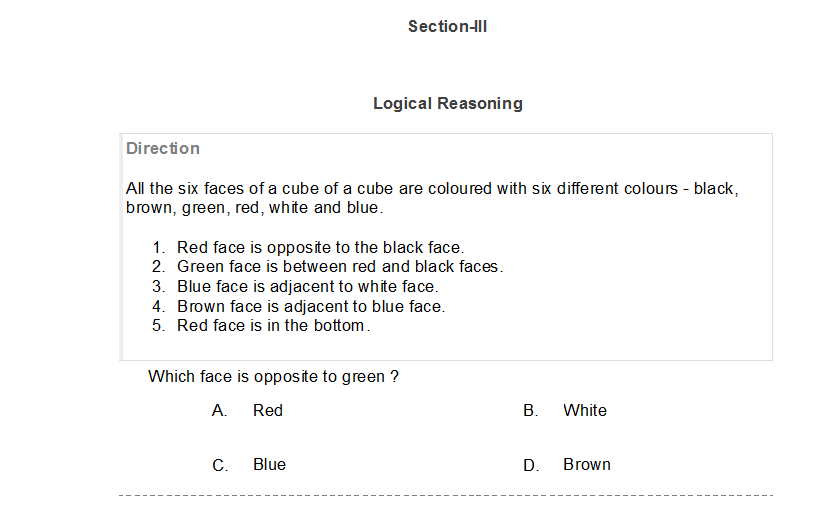 Section-III
Logical Reasoning
Direction
All the six faces of a cube of a cube are coloured with six different colours - black,
brown, green, red, white and blue.
1. Red face is opposite to the black face.
2. Green face is between red and black faces.
3. Blue face is adjacent to white face.
4. Brown face is adjacent to blue face.
5. Red face is in the bottom.
Which face is opposite to green ?
A. Red B. White
C. Blue D. Brown